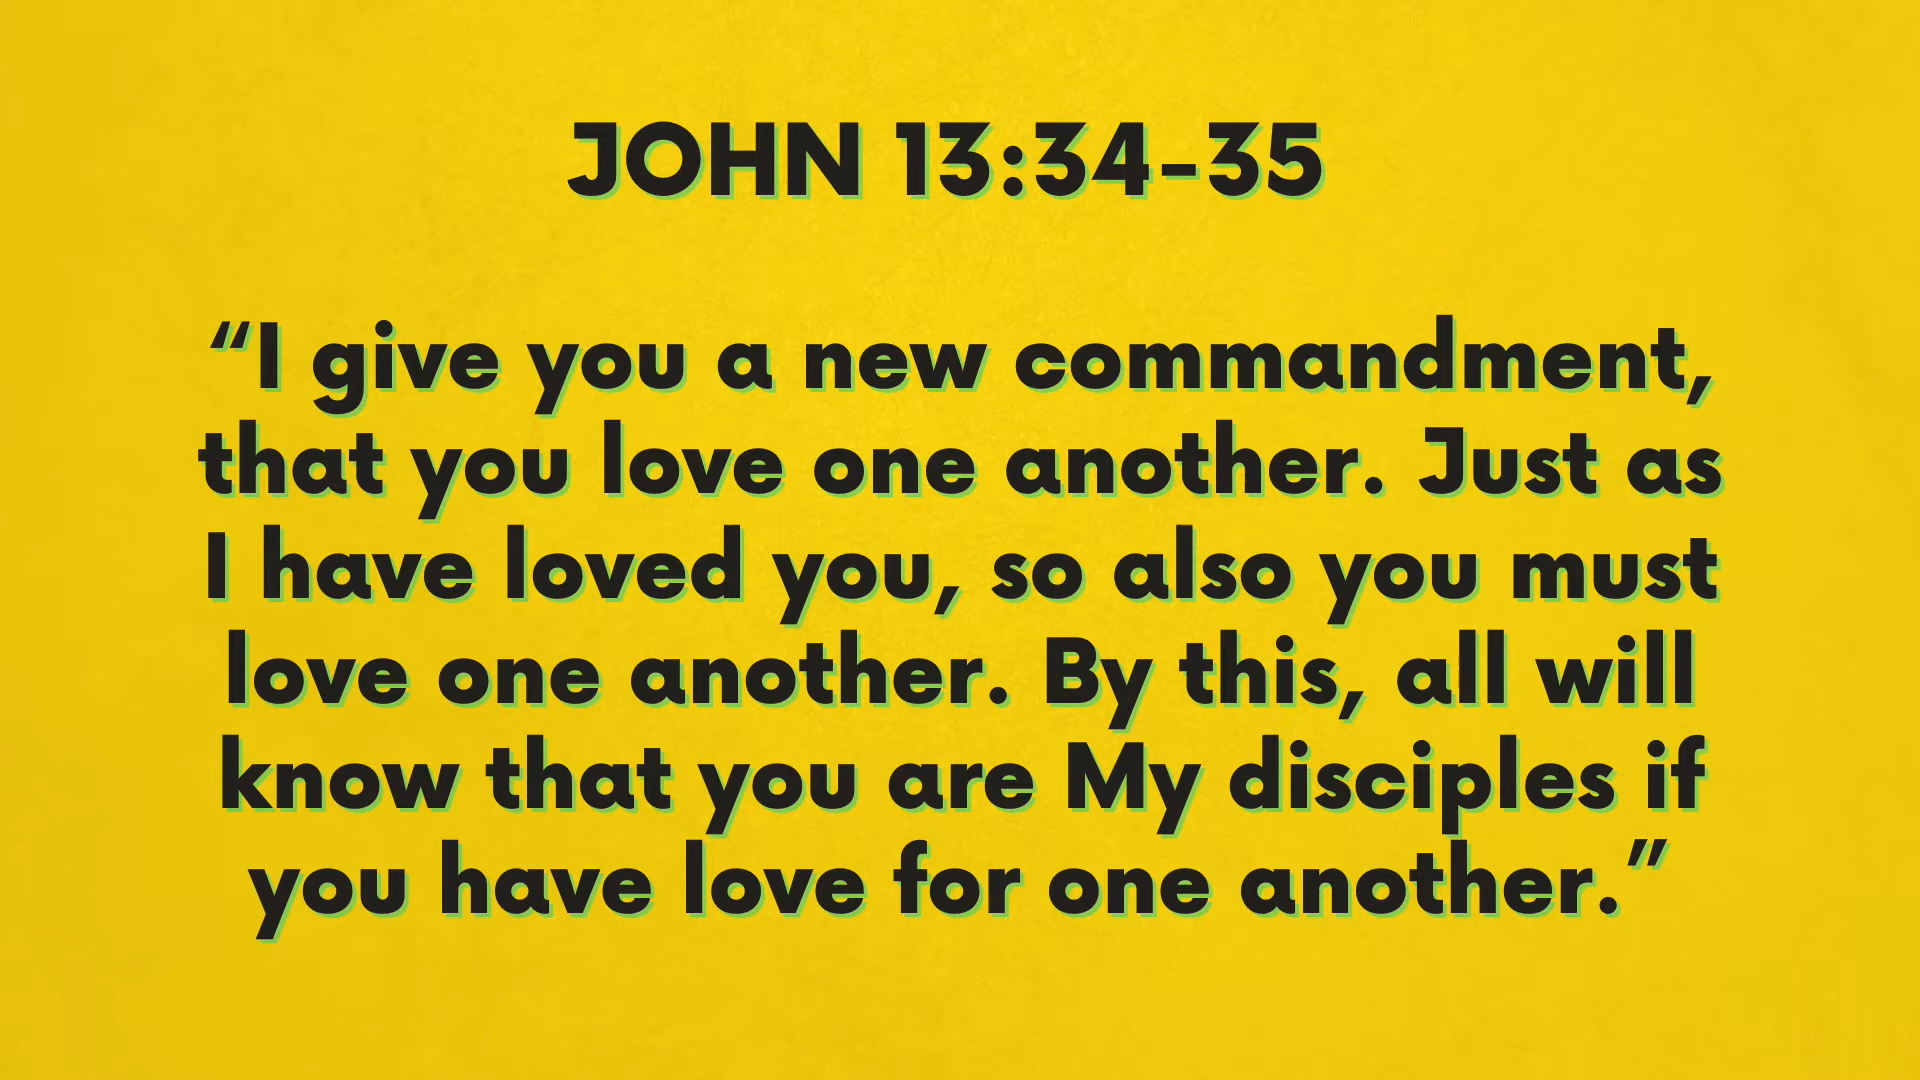 JOHN 13:34-35
“I give you a new commandment,
that you love one another. Just as
I have loved you, so also you must
love one another. By this, all will
know that you are My disciples if
you have love for one another.”